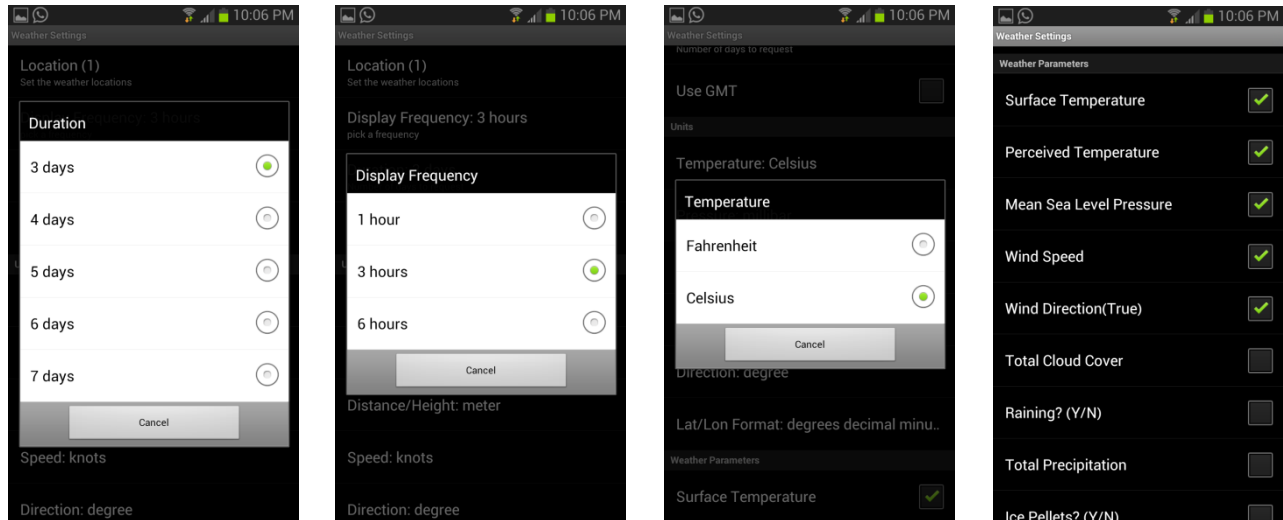 10:06 PM
Weather Settings
Location (1)
Set the weather locations
Duration
3 days
4 days
5 days
6 days
7 days
Cancel
Speed: knots
Direction: degree
10:06 PM
Weather Settings
Location (1)
Set the weather locations
Display Frequency: 3 hours
pick a frequency
Display Frequency
1 hour
3 hours
6 hours
Cancel
Distance/Height: meter
Speed: knots
Direction: degree
10:06 PM
Weather Settings
Number of days to request
Use GMT
Units
Temperature: Celsius
Temperature
Fahrenheit
Celsius
Cancel
Direction: degree
Lat/Lon Format: degrees decimal minu..
Weather Parameters
Surface Temperature
10:06 PM
Weather Settings
Weather Parameters
Surface Temperature
Perceived Temperature
Mean Sea Level Pressure
Wind Speed
Wind Direction(True)
Total Cloud Cover
Raining? (Y/N)
Total Precipitation
Ice Pellets? (Y/N)